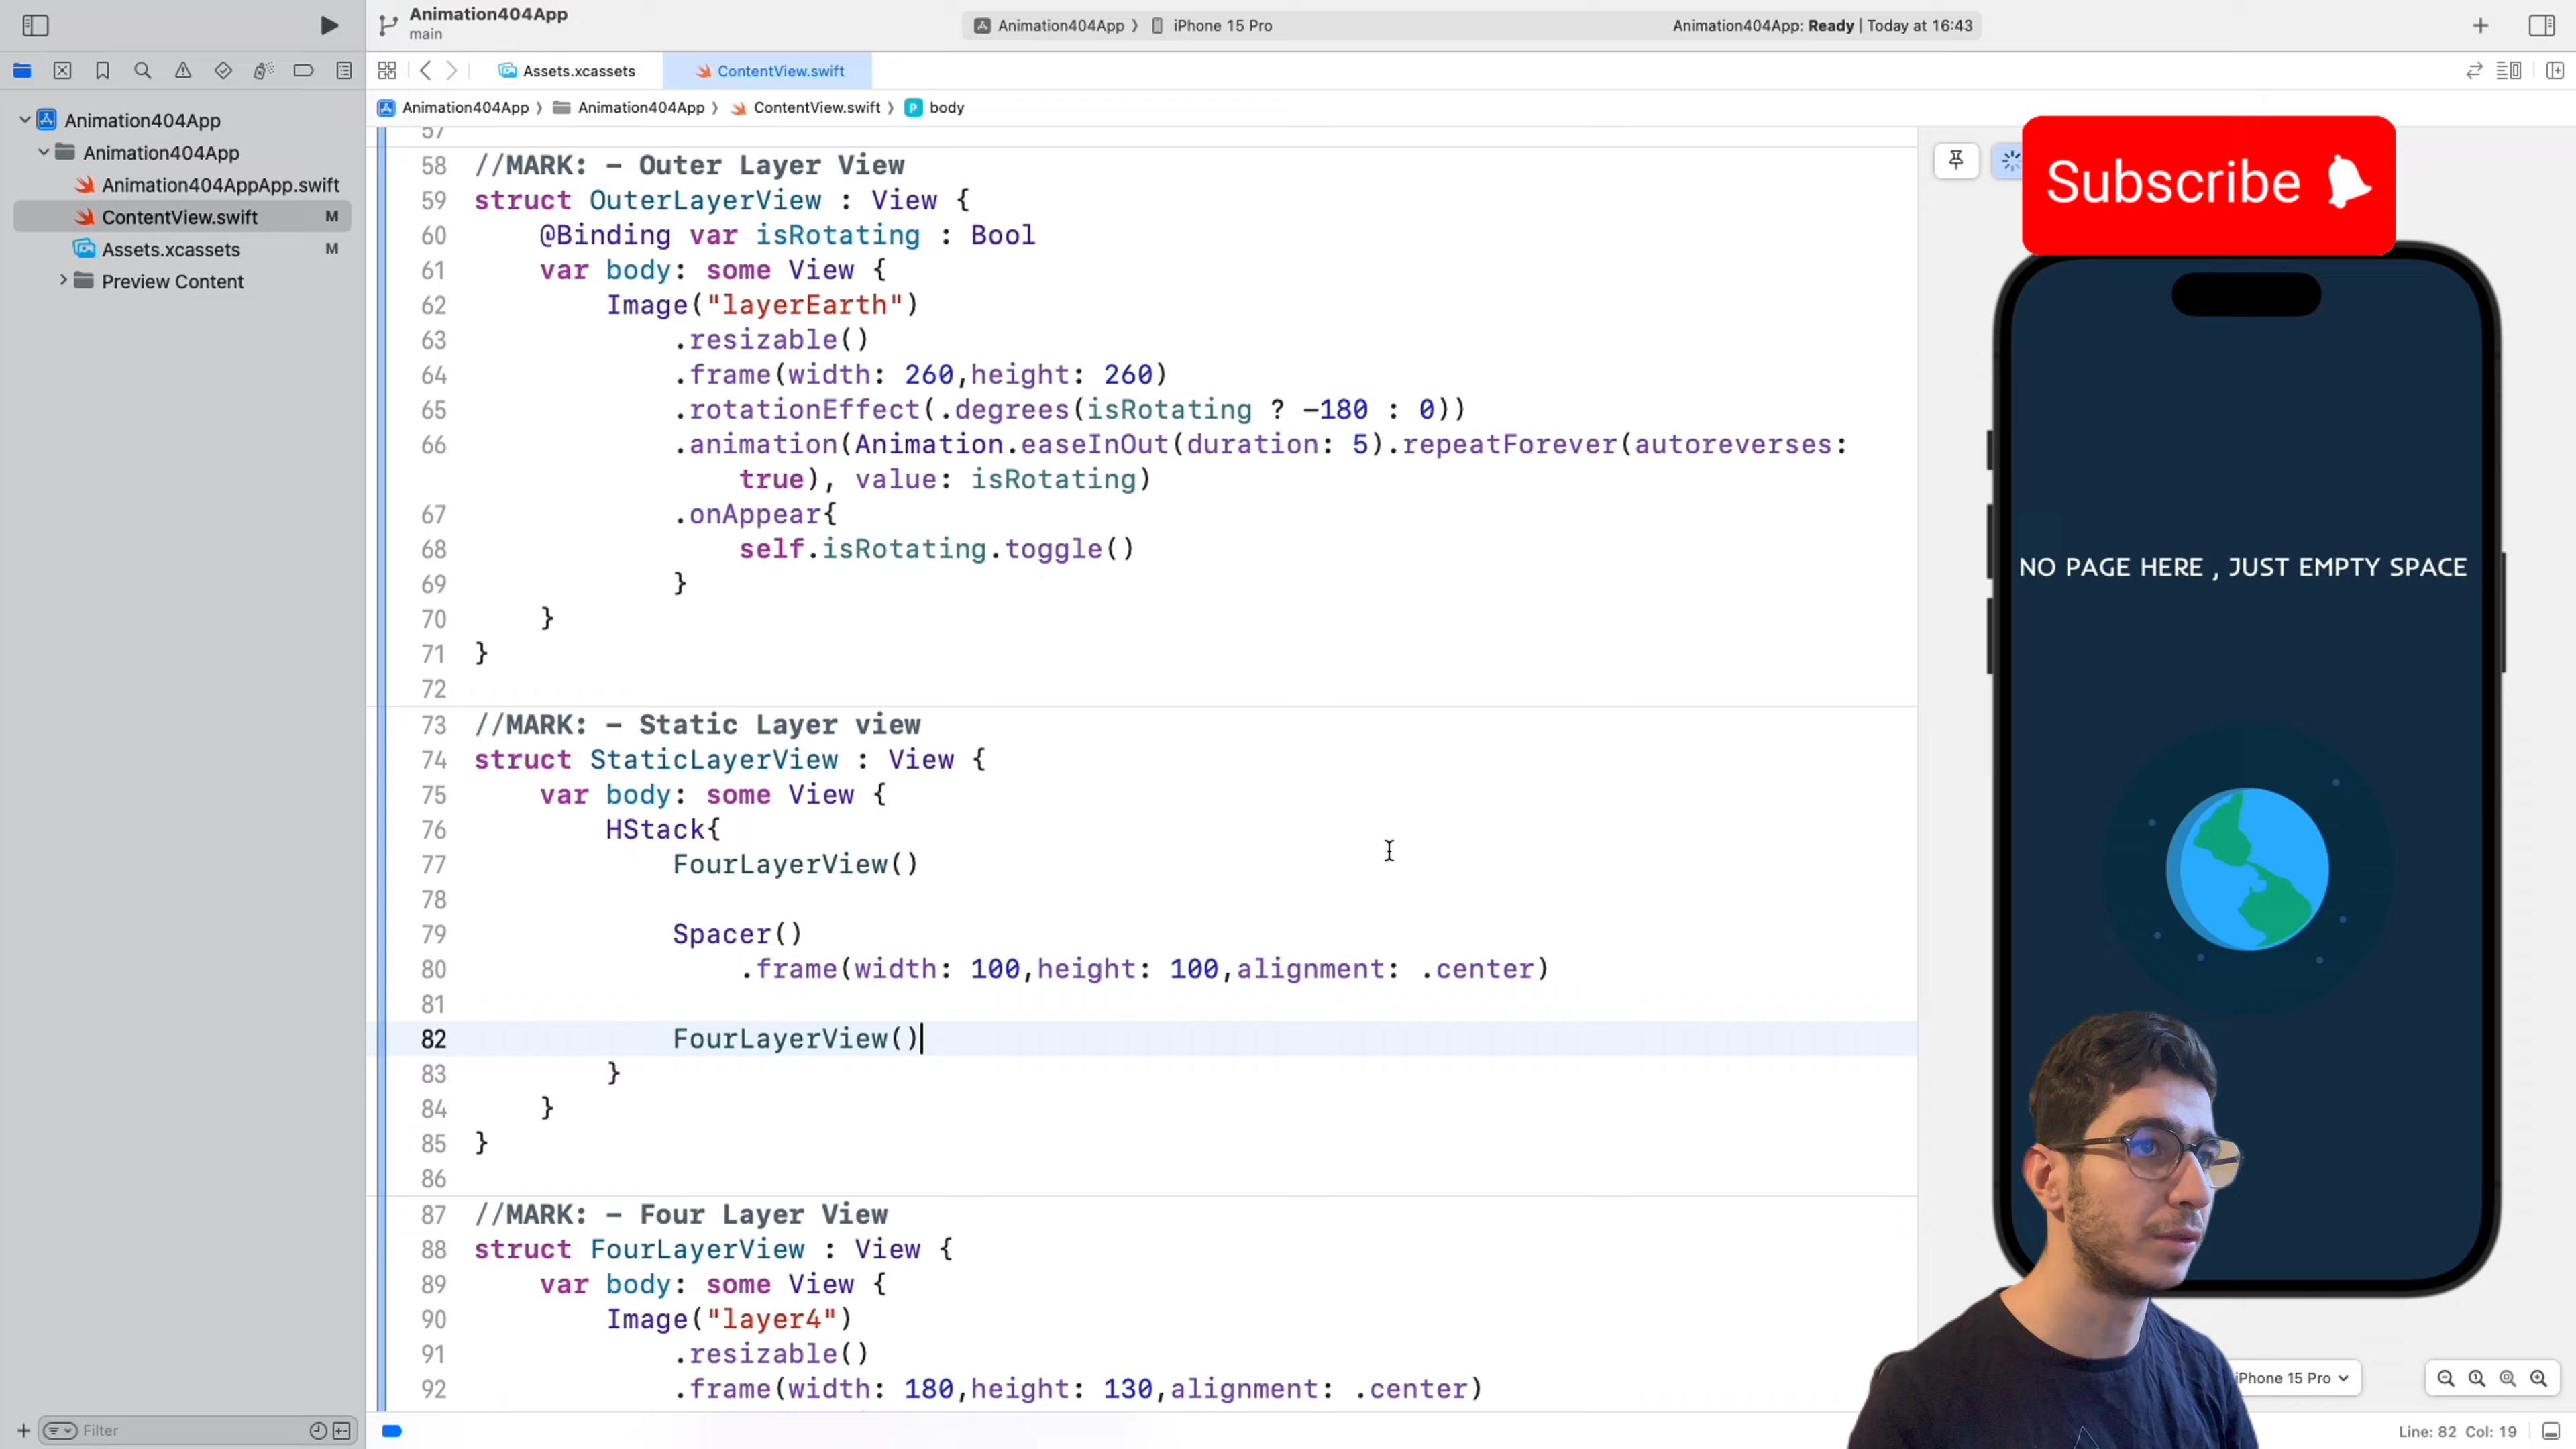 Animation404App
main
Animation404App 〉 iPhone 15 Pro
Animation404App: Ready | Today at 16:43
Assets.xcassets
ContentView.swift
Animation404App 〉 Animation404App 〉 ContentView.swift 〉 P body
Animation404App
Animation404App
Animation404AppApp.swift
ContentView.swift M
Assets.xcassets M
Preview Content
57
58 //MARK: - Outer Layer View
59 struct OuterLayerView : View {
60 @Binding var isRotating : Bool
61 var body: some View {
62 Image("layerEarth")
63 .resizable()
64 .frame(width: 260,height: 260)
65 .rotationEffect(.degrees(isRotating ? -180 : 0))
66 .animation(Animation.easeInOut(duration: 5).repeatForever(autoreverses:
true), value: isRotating)
67 .onAppear{
68 self.isRotating.toggle()
69 }
70 }
71 }
72
73 //MARK: - Static Layer view
74 struct StaticLayerView : View {
75 var body: some View {
76 HStack{
77 FourLayerView()
78
79 Spacer()
80 .frame(width: 100,height: 100,alignment: .center)
81
82 FourLayerView()
83 }
84 }
85 }
86
87 //MARK: - Four Layer View
88 struct FourLayerView : View {
89 var body: some View {
90 Image("layer4")
91 .resizable()
92 .frame(width: 180,height: 130,alignment: .center)
Subscribe
NO PAGE HERE , JUST EMPTY SPACE
iPhone 15 Pro
Filter
Line: 82 Col: 19